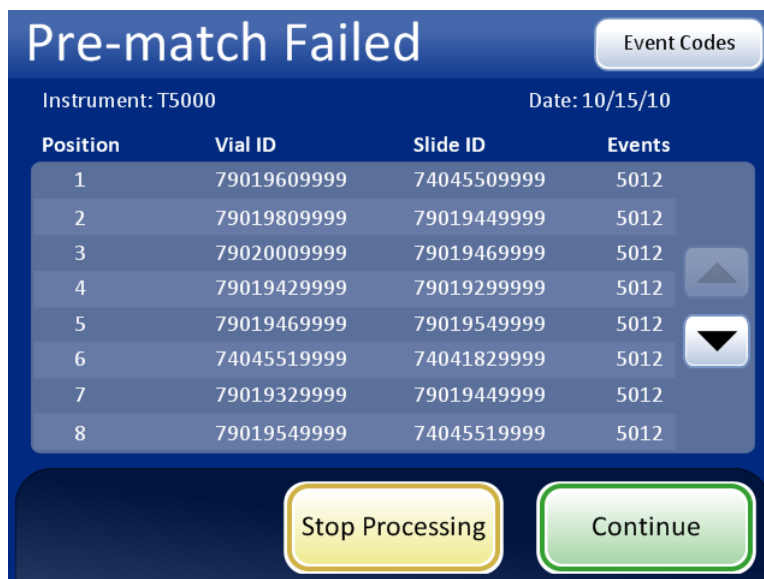 Pre-match Failed
Event Codes
Instrument: T5000 Date: 10/15/10
Position Vial ID Slide ID Events
1 79019609999 74045509999 5012
2 79019809999 79019449999 5012
3 79020009999 79019469999 5012
4 79019429999 79019299999 5012
5 79019469999 79019549999 5012
6 74045519999 74041829999 5012
7 79019329999 79019449999 5012
8 79019549999 74045519999 5012
Stop Processing Continue